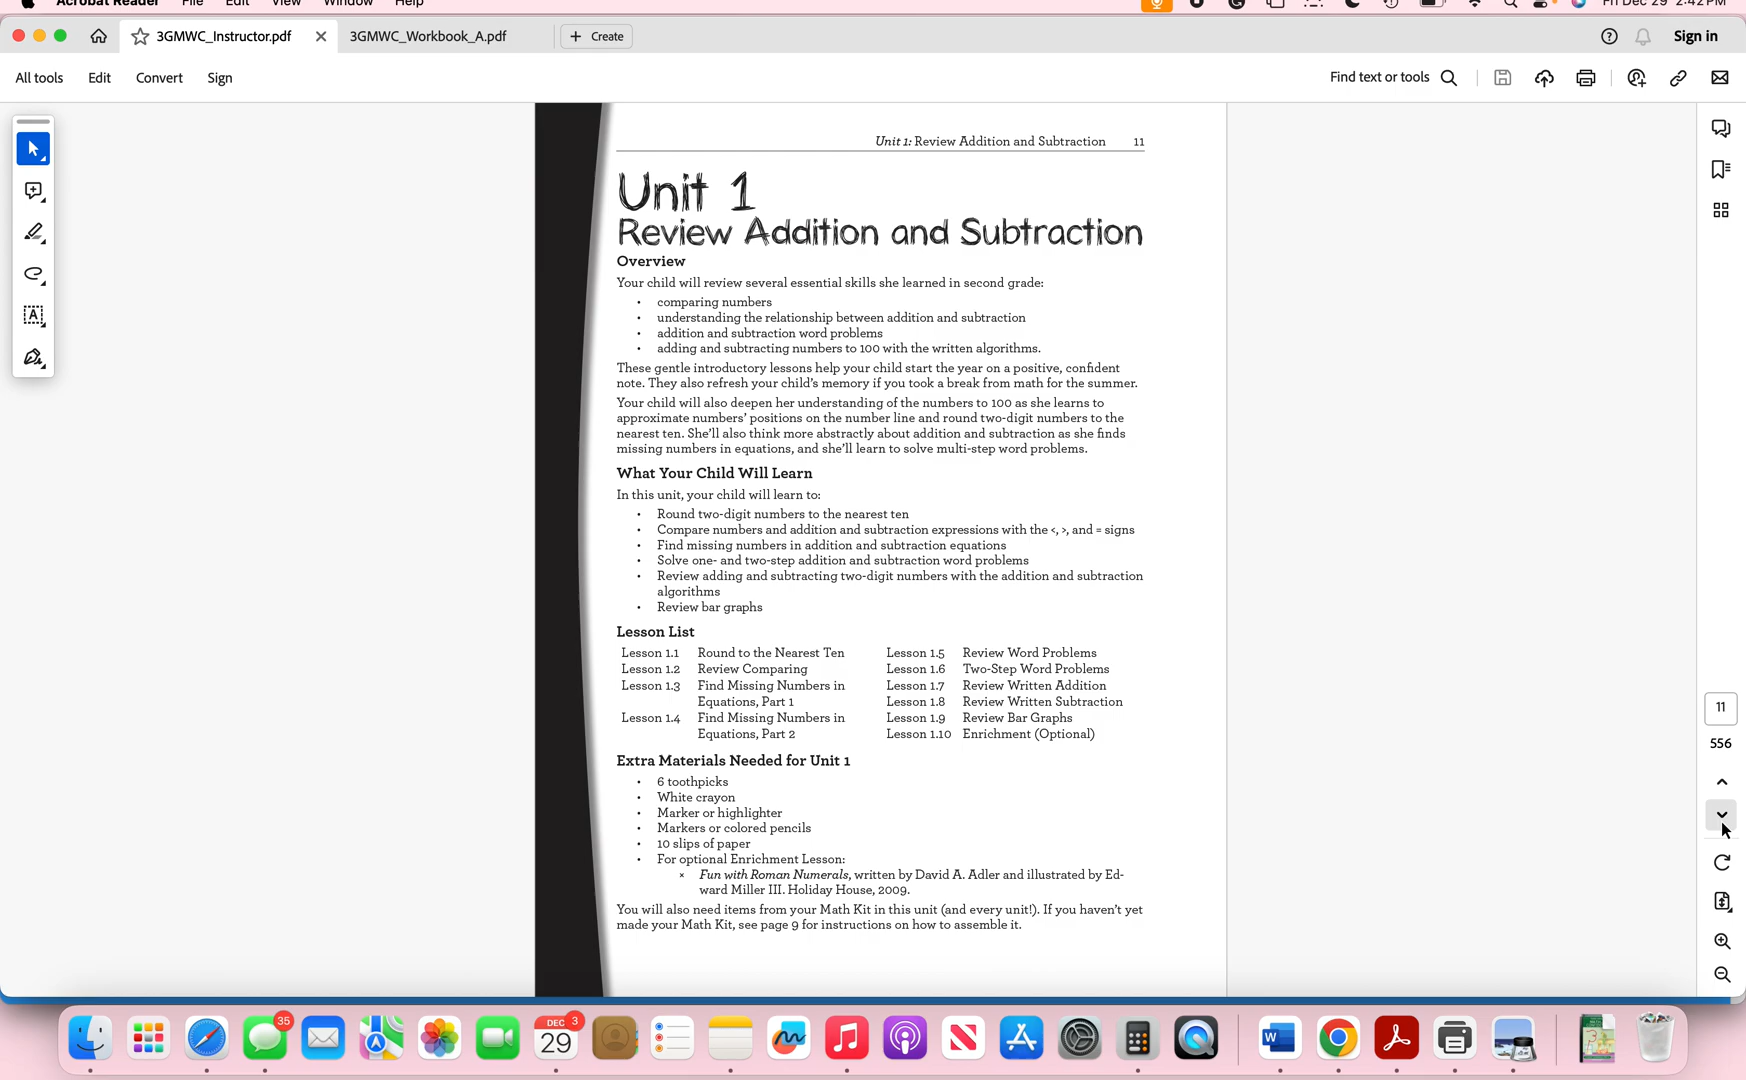 Acrobat Reader File Edit View Window Help Fri Dec 29 2:42 PM
3GMWC_Instructor.pdf 3GMWC_Workbook_A.pdf + Create Sign in
All tools Edit Convert Sign Find text or tools
Unit 1: Review Addition and Subtraction 11
Unit 1
Review Addition and Subtraction
Overview
Your child will review several essential skills she learned in second grade:
• comparing numbers
• understanding the relationship between addition and subtraction
• addition and subtraction word problems
• adding and subtracting numbers to 100 with the written algorithms.
These gentle introductory lessons help your child start the year on a positive, confident
note. They also refresh your child's memory if you took a break from math for the summer.
Your child will also deepen her understanding of the numbers to 100 as she learns to
approximate numbers' positions on the number line and round two-digit numbers to the
nearest ten. She'll also think more abstractly about addition and subtraction as she finds
missing numbers in equations, and she'll learn to solve multi-step word problems.
What Your Child Will Learn
In this unit, your child will learn to:
• Round two-digit numbers to the nearest ten
• Compare numbers and addition and subtraction expressions with the <, >, and = signs
• Find missing numbers in addition and subtraction equations
• Solve one- and two-step addition and subtraction word problems
• Review adding and subtracting two-digit numbers with the addition and subtraction
algorithms
• Review bar graphs
Lesson List
Lesson 1.1 Round to the Nearest Ten
Lesson 1.2 Review Comparing
Lesson 1.3 Find Missing Numbers in
Equations, Part 1
Lesson 1.4 Find Missing Numbers in
Equations, Part 2
Lesson 1.5 Review Word Problems
Lesson 1.6 Two-Step Word Problems
Lesson 1.7 Review Written Addition
Lesson 1.8 Review Written Subtraction
Lesson 1.9 Review Bar Graphs
Lesson 1.10 Enrichment (Optional)
Extra Materials Needed for Unit 1
• 6 toothpicks
• White crayon
• Marker or highlighter
• Markers or colored pencils
• 10 slips of paper
• For optional Enrichment Lesson:
× Fun with Roman Numerals, written by David A. Adler and illustrated by Ed-
ward Miller III. Holiday House, 2009.
You will also need items from your Math Kit in this unit (and every unit!). If you haven't yet
made your Math Kit, see page 9 for instructions on how to assemble it.
11
556
35
DEC 3
29